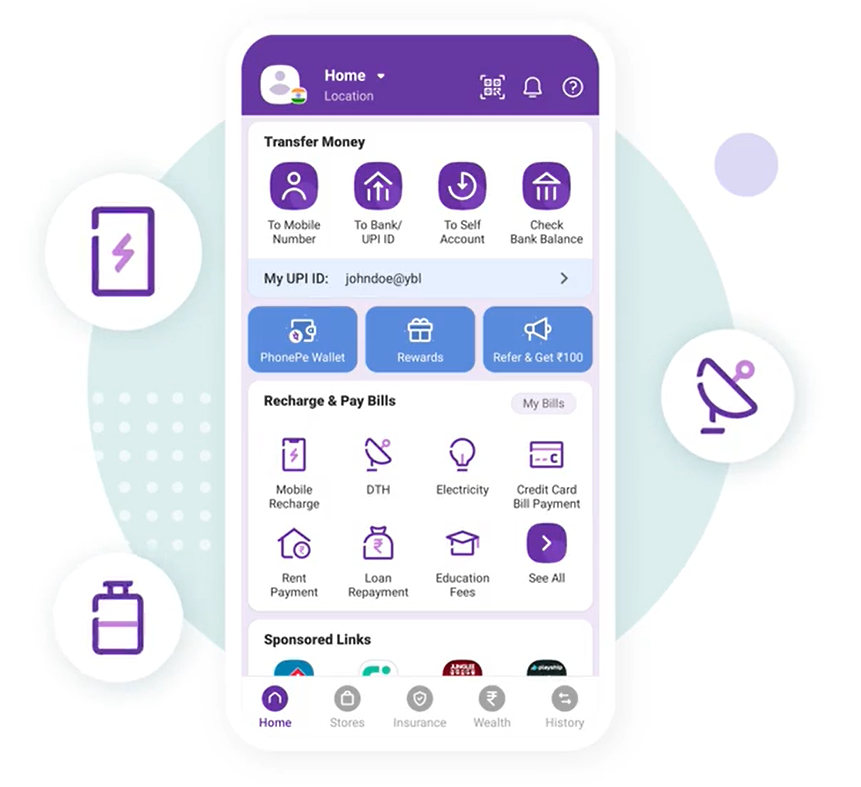 Home
Location
Transfer Money
To Mobile
Number
To Bank/
UPI ID
To Self
Account
Check
Bank Balance
My UPI ID: johndoe@ybl
PhonePe Wallet
Rewards
Refer & Get ₹100
Recharge & Pay Bills
My Bills
Mobile
Recharge
DTH
Electricity
Credit Card
Bill Payment
Rent
Payment
Loan
Repayment
Education
Fees
See All
Sponsored Links
JUNGLEE
playship
Home
Stores
Insurance
Wealth
History